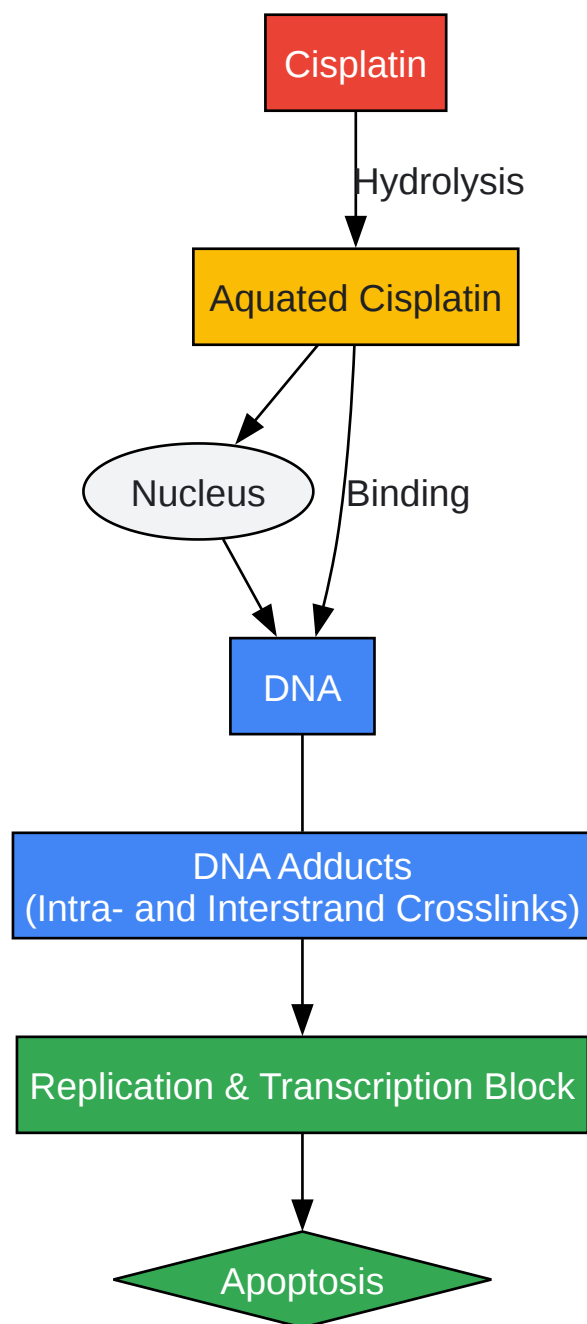 Cisplatin
Hydrolysis
Aquated Cisplatin
Nucleus
Binding
DNA
DNA Adducts
(Intra- and Interstrand Crosslinks)
Replication & Transcription Block
Apoptosis